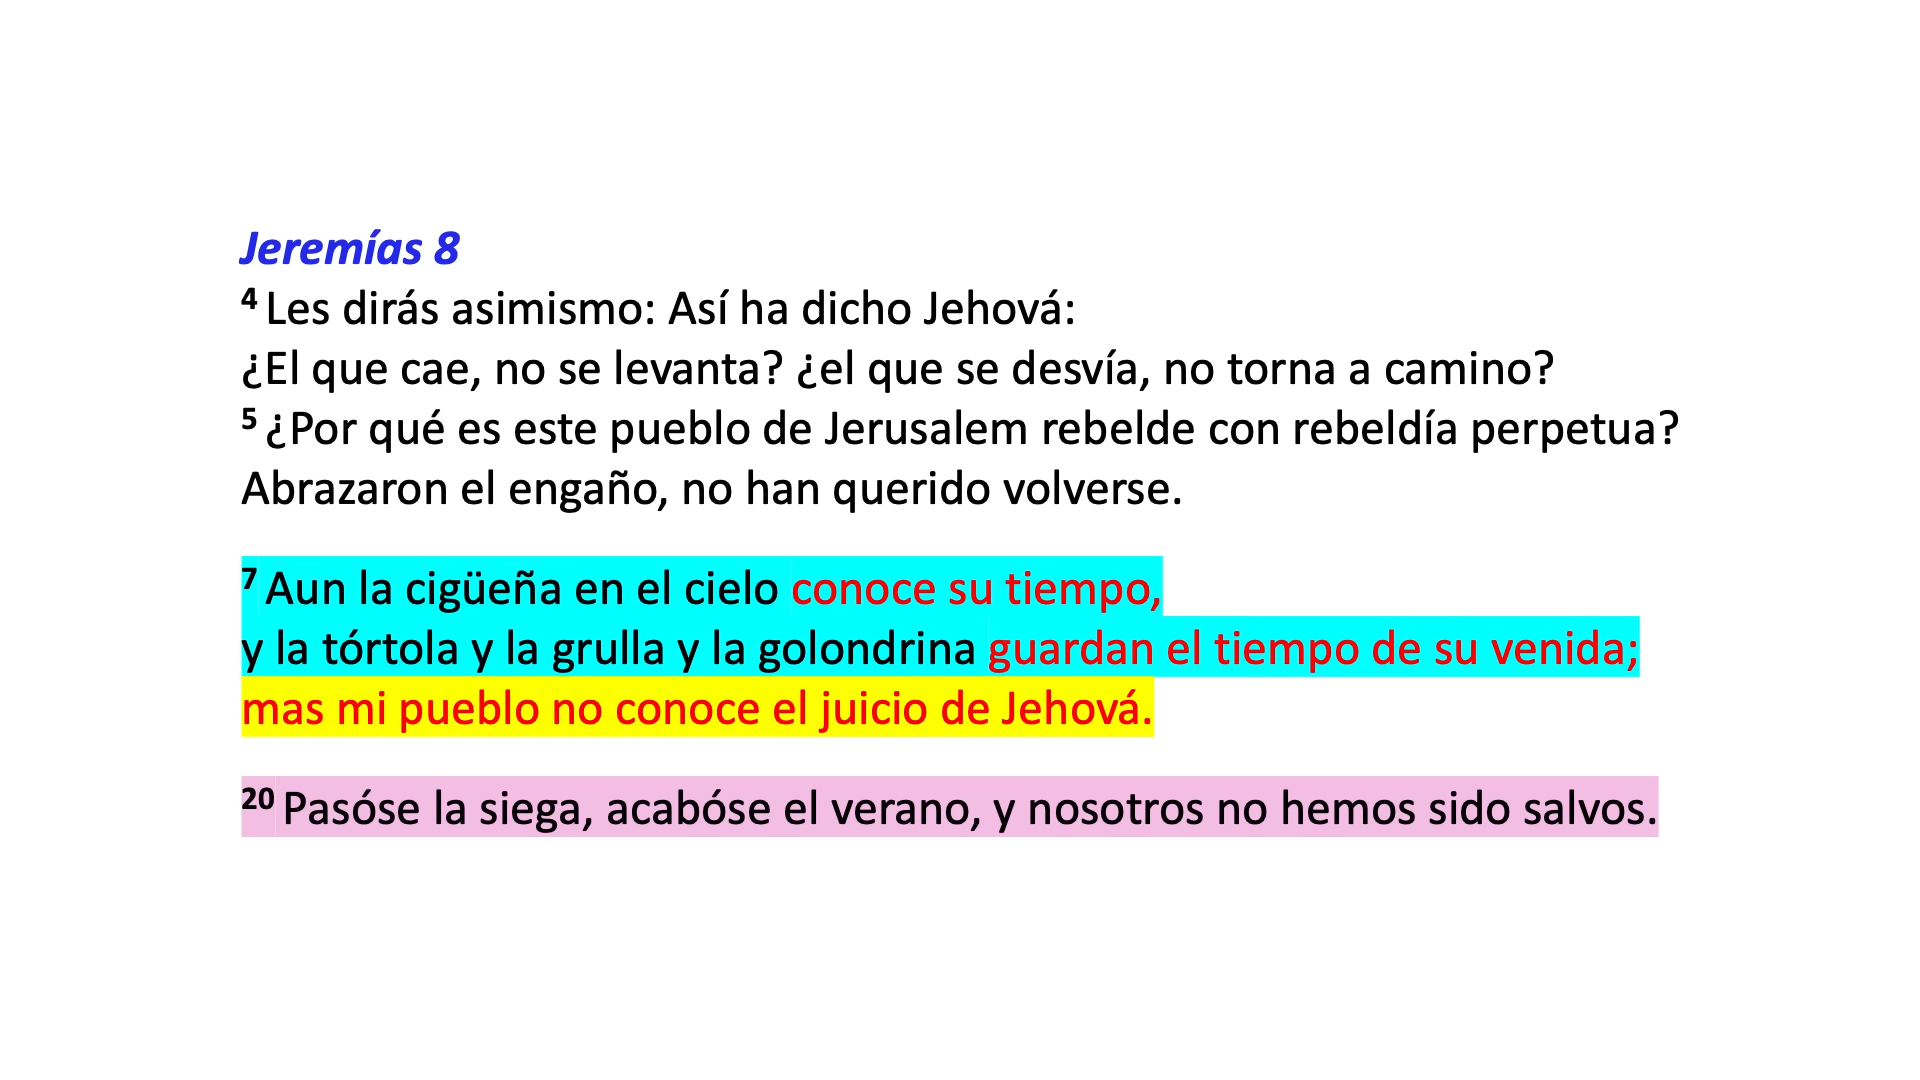 Jeremías 8
4 Les dirás asimismo: Así ha dicho Jehová:
¿El que cae, no se levanta? ¿el que se desvía, no torna a camino?
5 ¿Por qué es este pueblo de Jerusalem rebelde con rebeldía perpetua?
Abrazaron el engaño, no han querido volverse.
7 Aun la cigüeña en el cielo conoce su tiempo,
y la tórtola y la grulla y la golondrina guardan el tiempo de su venida;
mas mi pueblo no conoce el juicio de Jehová.
20 Pasóse la siega, acabóse el verano, y nosotros no hemos sido salvos.